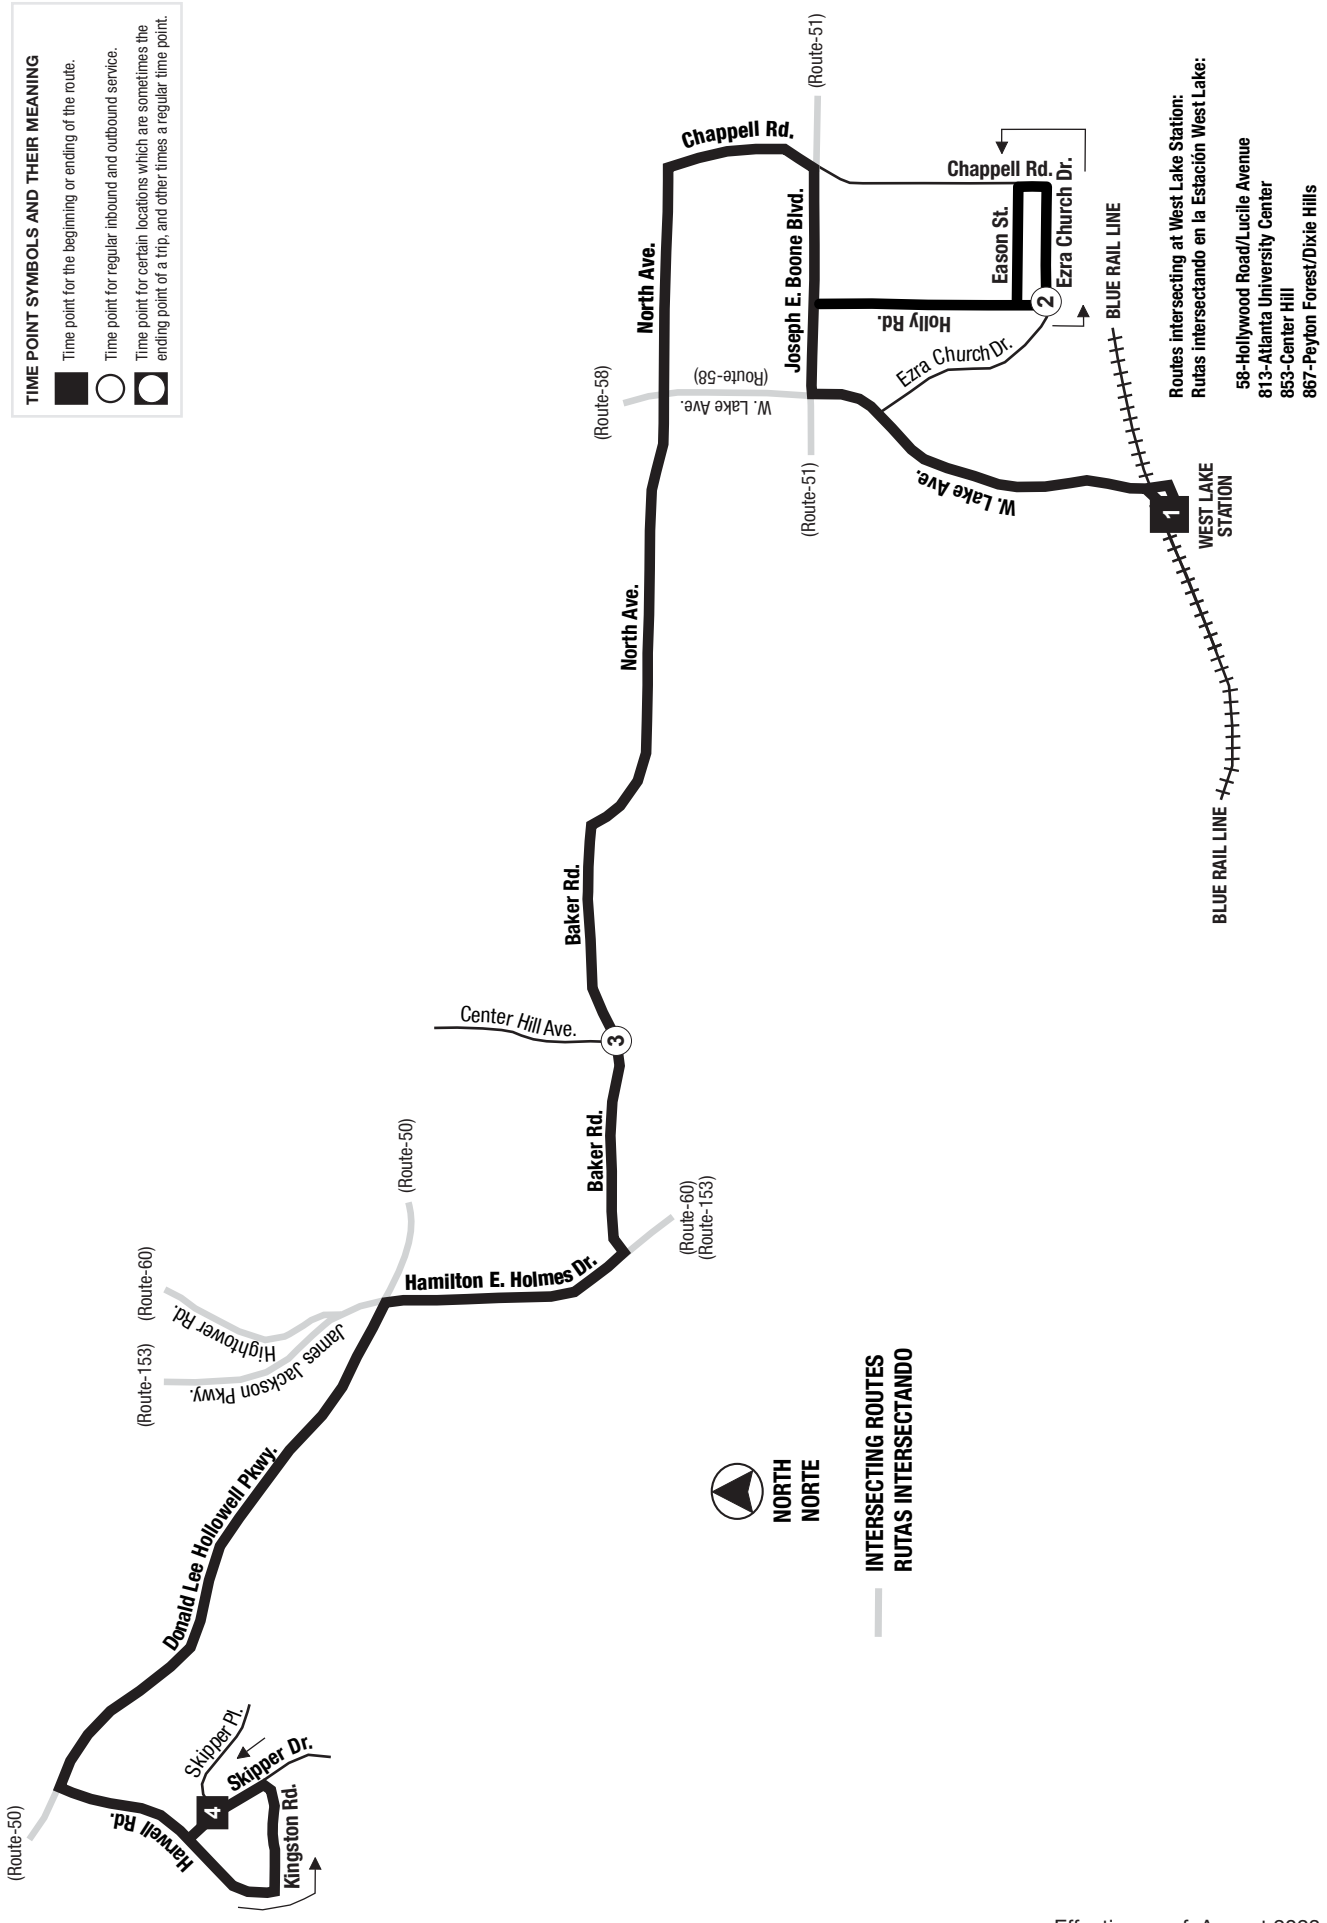 TIME POINT SYMBOLS AND THEIR MEANING
Time point for the beginning or ending of the route.
Time point for regular inbound and outbound service.
Time point for certain locations which are sometimes the
ending point of a trip, and other times a regular time point.
(Route-50)
Harwell Rd.
Skipper Pl.
4
Skipper Dr.
Kingston Rd.
Donald Lee Hollowell Pkwy.
(Route-153)
(Route-60)
Hightower Rd.
James Jackson Pkwy.
(Route-50)
Hamilton E. Holmes Dr.
(Route-60)
(Route-153)
Baker Rd.
Center Hill Ave.
3
Baker Rd.
North Ave.
(Route-58)
North Ave.
W. Lake Ave.
(Route-58)
Chappell Rd.
(Route-51)
Joseph E. Boone Blvd.
(Route-51)
Holly Rd.
Eason St.
Chappell Rd.
Ezra Church Dr.
2
Ezra Church Dr.
W. Lake Ave.
BLUE RAIL LINE
1
WEST LAKE
STATION
BLUE RAIL LINE
Routes intersecting at West Lake Station:
Rutas intersectando en la Estación West Lake:
58-Hollywood Road/Lucile Avenue
813-Atlanta University Center
853-Center Hill
867-Peyton Forest/Dixie Hills
NORTH
NORTE
INTERSECTING ROUTES
RUTAS INTERSECTANDO